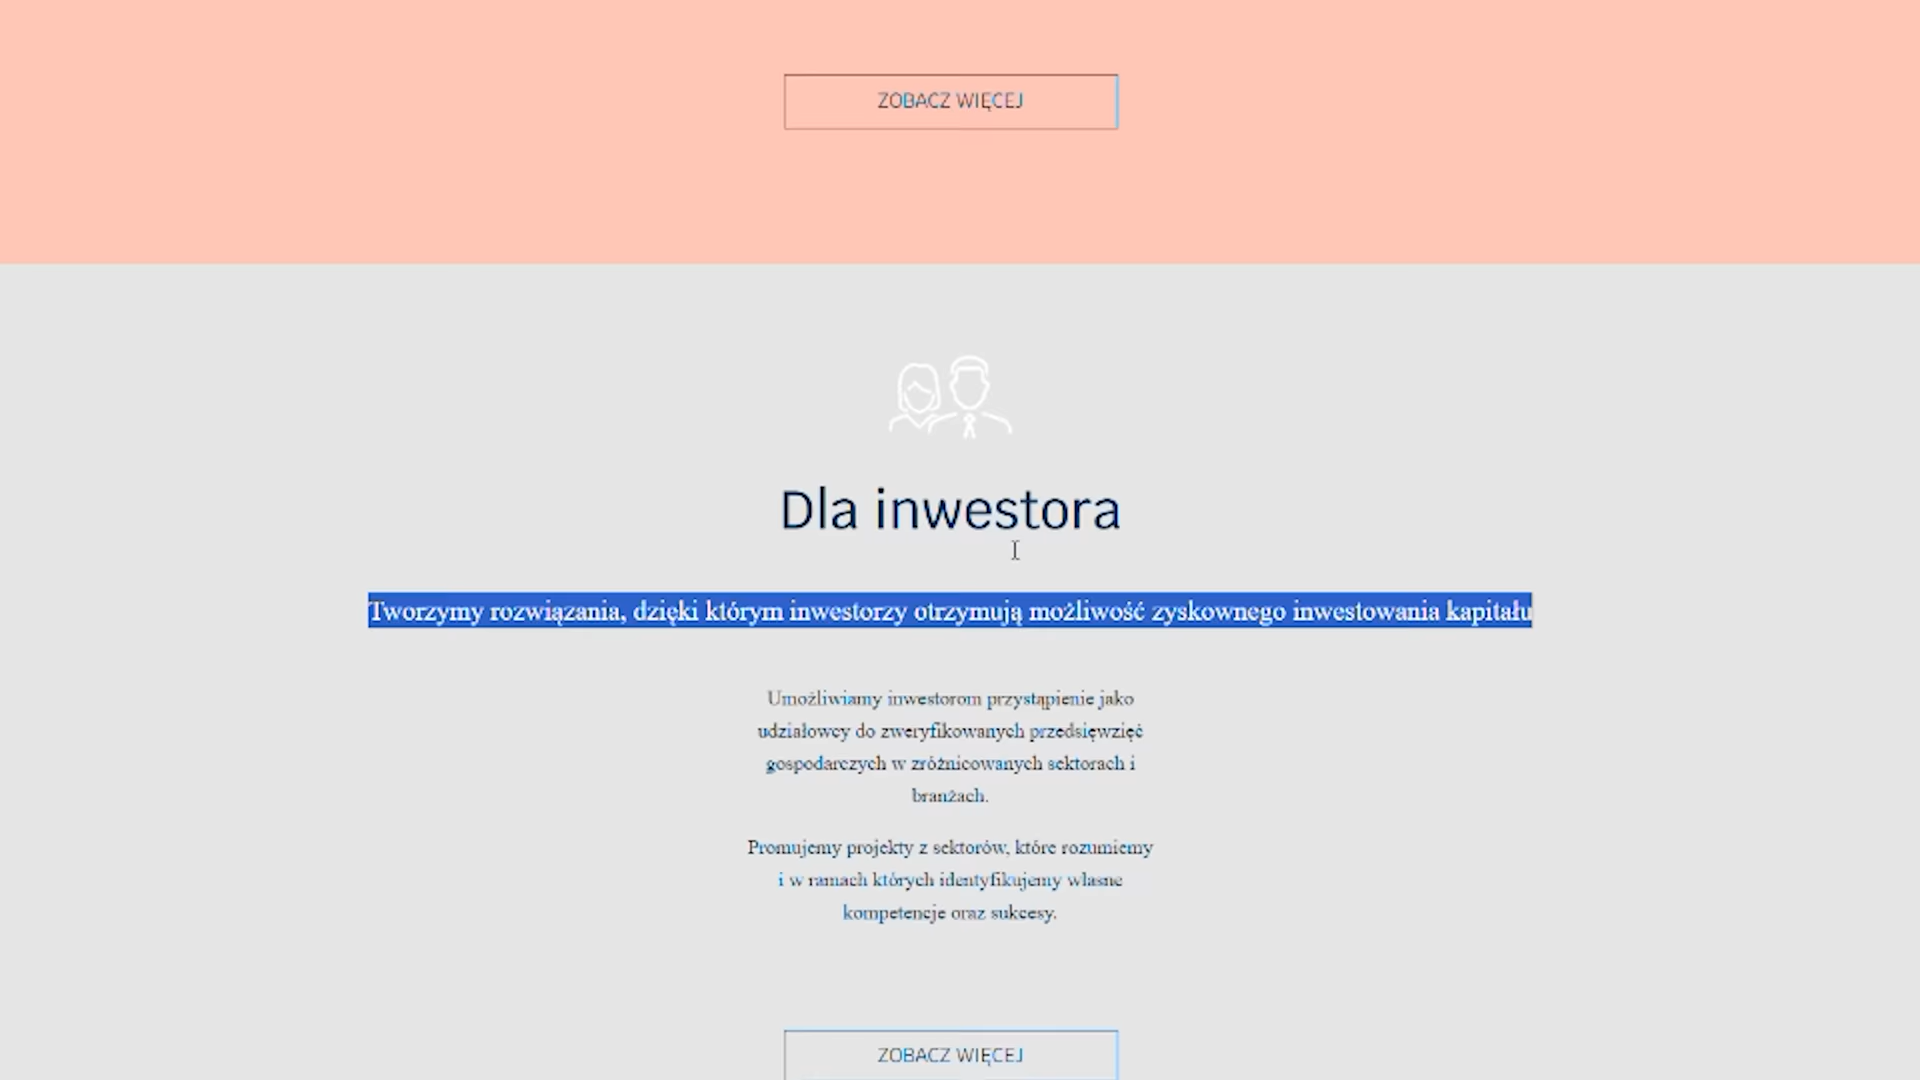 ZOBACZ WIĘCEJ
Dla inwestora
Tworzymy rozwiązania, dzięki którym inwestorzy otrzymują możliwość zyskownego inwestowania kapitału
Umożliwiamy inwestorom przystąpienie jako
udziałowcy do zweryfikowanych przedsięwzięć
gospodarczych w zróżnicowanych sektorach i
branżach.
Promujemy projekty z sektorów, które rozumiemy
i w ramach których identyfikujemy własne
kompetencje oraz sukcesy.
ZOBACZ WIĘCEJ